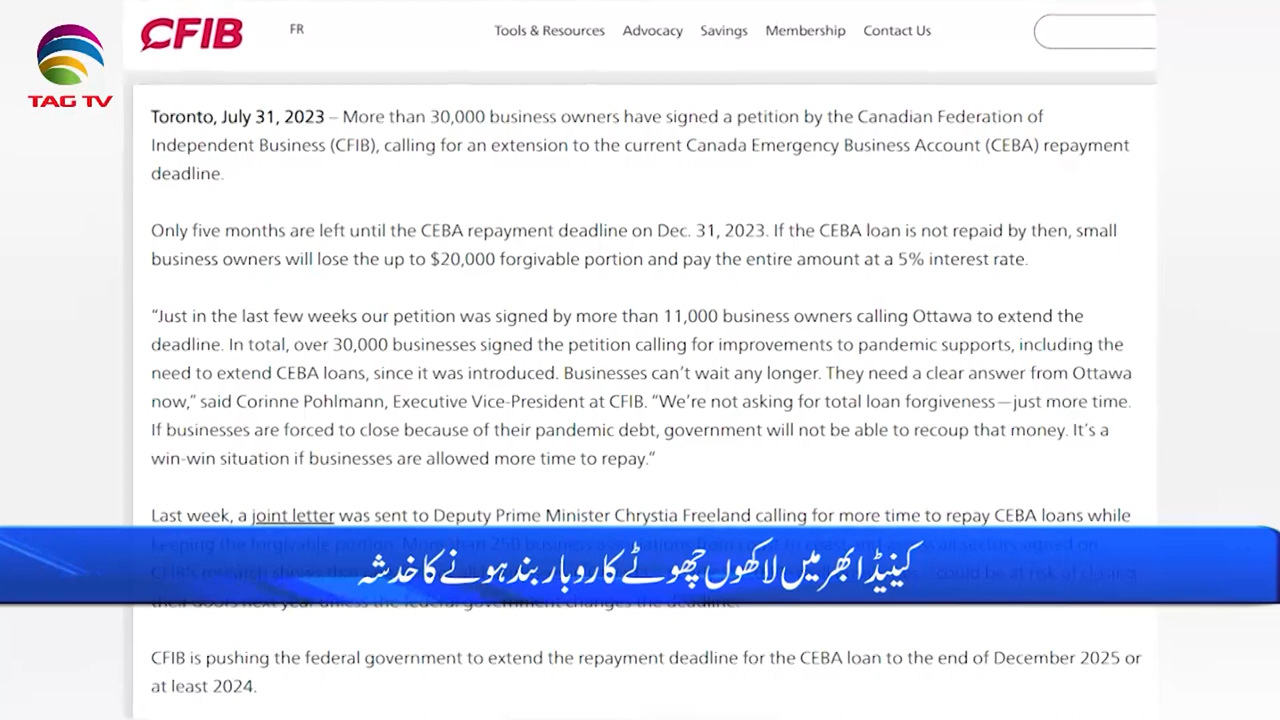 CFIB
FR
Tools & Resources
Advocacy
Savings
Membership
Contact Us
TAG TV
Toronto, July 31, 2023 – More than 30,000 business owners have signed a petition by the Canadian Federation of
Independent Business (CFIB), calling for an extension to the current Canada Emergency Business Account (CEBA) repayment
deadline.
Only five months are left until the CEBA repayment deadline on Dec. 31, 2023. If the CEBA loan is not repaid by then, small
business owners will lose the up to $20,000 forgivable portion and pay the entire amount at a 5% interest rate.
“Just in the last few weeks our petition was signed by more than 11,000 business owners calling Ottawa to extend the
deadline. In total, over 30,000 businesses signed the petition calling for improvements to pandemic supports, including the
need to extend CEBA loans, since it was introduced. Businesses can’t wait any longer. They need a clear answer from Ottawa
now,” said Corinne Pohlmann, Executive Vice-President at CFIB. “We’re not asking for total loan forgiveness—just more time.
If businesses are forced to close because of their pandemic debt, government will not be able to recoup that money. It’s a
win-win situation if businesses are allowed more time to repay.”
Last week, a joint letter was sent to Deputy Prime Minister Chrystia Freeland calling for more time to repay CEBA loans while
کینیڈا بھر میں لاکھوں چھوٹے کاروبار بند ہونے کا خدشہ
their doors next year unless the federal government changes the deadline.
CFIB is pushing the federal government to extend the repayment deadline for the CEBA loan to the end of December 2025 or
at least 2024.